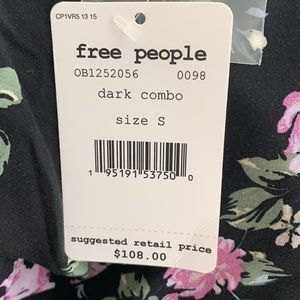 CP1VR5 13 15
free people
OB1252056 0098
dark combo
size S
1 95191 53750 0
suggested retail price
$108.00